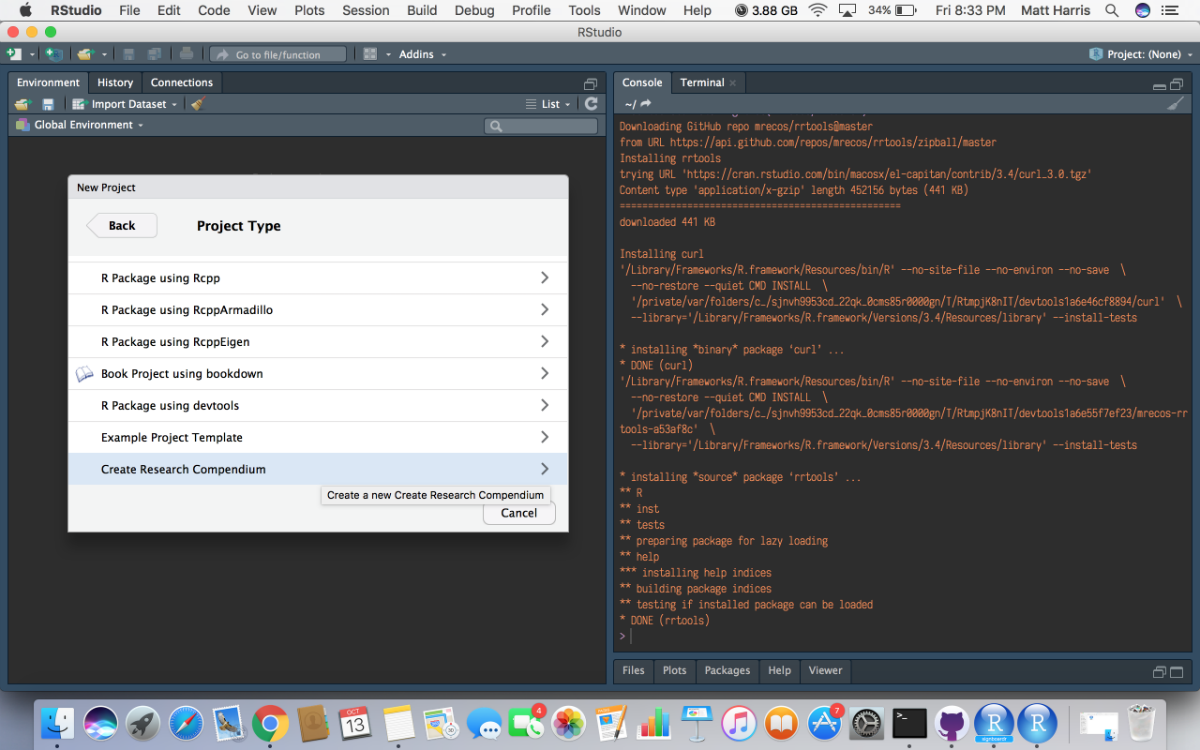 RStudio File Edit Code View Plots Session Build Debug Profile Tools Window Help 3.88 GB 34% Fri 8:33 PM Matt Harris
RStudio
Go to file/function Addins Project: (None)
Environment History Connections
Import Dataset List
Global Environment
New Project
Back Project Type
R Package using Rcpp
R Package using RcppArmadillo
R Package using RcppEigen
Book Project using bookdown
R Package using devtools
Example Project Template
Create Research Compendium
Create a new Create Research Compendium
Cancel
Console Terminal
~/
Downloading GitHub repo mrecos/rrtools@master
from URL https://api.github.com/repos/mrecos/rrtools/zipball/master
Installing rrtools
trying URL 'https://cran.rstudio.com/bin/macosx/el-capitan/contrib/3.4/curl_3.0.tgz'
Content type 'application/x-gzip' length 452156 bytes (441 KB)
==================================================
downloaded 441 KB
Installing curl
'/Library/Frameworks/R.framework/Resources/bin/R' --no-site-file --no-environ --no-save \
--no-restore --quiet CMD INSTALL \
'/private/var/folders/c_/sjnvh9953cd_22qk_0cms85r0000gn/T/RtmpjK8nIT/devtools1a6e46cf8894/curl' \
--library='/Library/Frameworks/R.framework/Versions/3.4/Resources/library' --install-tests
* installing *binary* package 'curl' ...
* DONE (curl)
'/Library/Frameworks/R.framework/Resources/bin/R' --no-site-file --no-environ --no-save \
--no-restore --quiet CMD INSTALL \
'/private/var/folders/c_/sjnvh9953cd_22qk_0cms85r0000gn/T/RtmpjK8nIT/devtools1a6e55f7ef23/mrecos-rr
tools-a53af8c' \
--library='/Library/Frameworks/R.framework/Versions/3.4/Resources/library' --install-tests
* installing *source* package 'rrtools' ...
** R
** inst
** tests
** preparing package for lazy loading
** help
*** installing help indices
** building package indices
** testing if installed package can be loaded
* DONE (rrtools)
>
Files Plots Packages Help Viewer
OCT
13
4
7
R
R